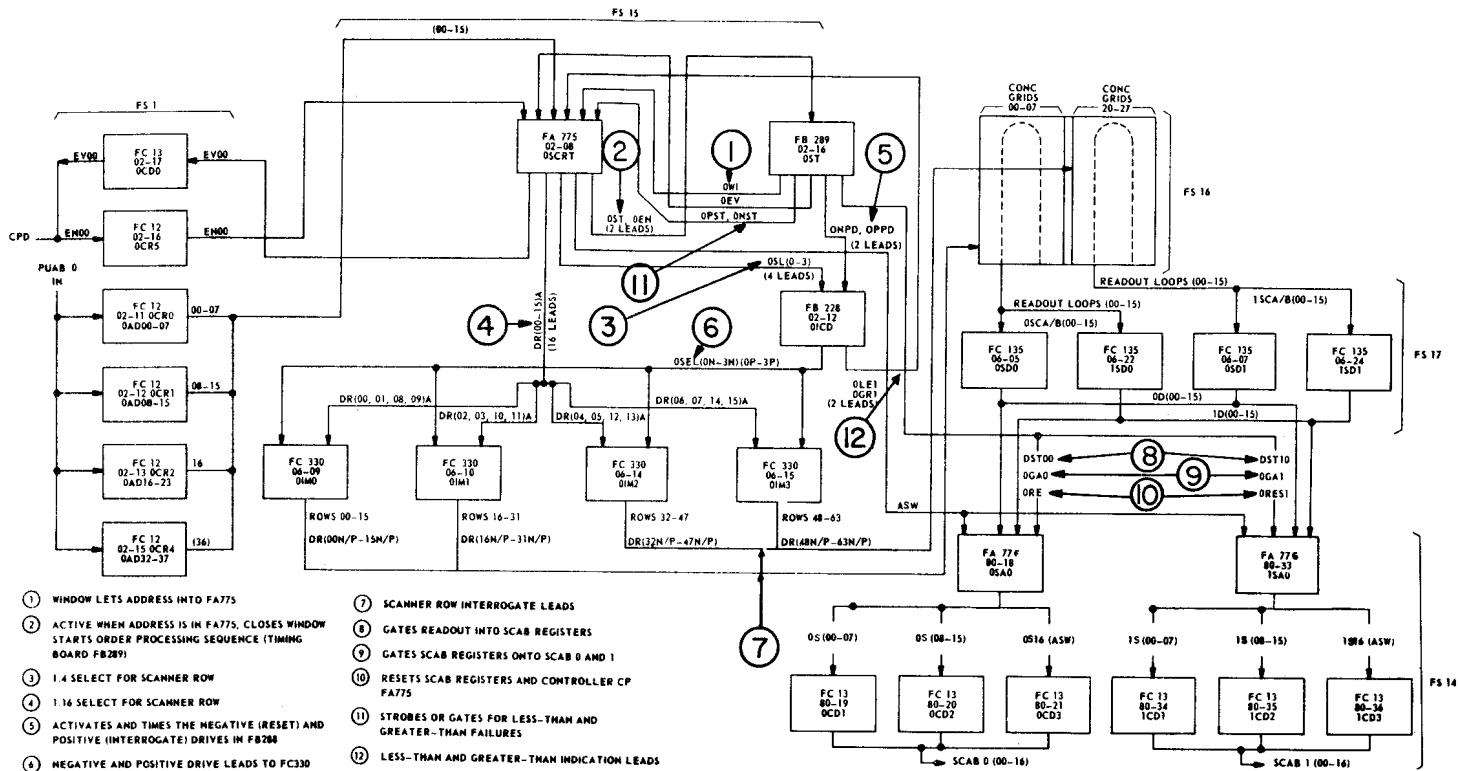 FS 15
(00-15)
FS 1
FC 13
02-17
0CD0
EV00
EV00
FC 12
02-16
0CR5
EN00
EN00
CPD
PUAB 0
IN
FC 12
02-11 0CR0
0AD00-07
00-07
FC 12
02-12 0CR1
0AD08-15
08-15
FC 12
02-13 0CR2
0AD16-23
16
FC 12
02-15 0CR4
0AD32-37
(36)
FA 775
02-08
0SCRT
2
0ST, 0EN
(2 LEADS)
1
0WI
0EV
0PST, 0NST
FB 289
02-16
0ST
5
0NPD, 0PPD
(2 LEADS)
11
0SL(0-3)
(4 LEADS)
3
4
DR(00-15)A
(16 LEADS)
FB 228
02-12
0ICD
6
0SEL(0N-3N)(0P-3P)
0LE1
0GR1
(2 LEADS)
12
DR(00, 01, 08, 09)A
DR(02, 03, 10, 11)A
DR(04, 05, 12, 13)A
DR(06, 07, 14, 15)A
FC 330
06-09
0IM0
FC 330
06-10
0IM1
FC 330
06-14
0IM2
FC 330
06-15
0IM3
ROWS 00-15
DR(00N/P-15N/P)
ROWS 16-31
DR(16N/P-31N/P)
ROWS 32-47
DR(32N/P-47N/P)
ROWS 48-63
DR(48N/P-63N/P)
7
CONC
GRIDS
00-07
CONC
GRIDS
20-27
FS 16
READOUT LOOPS (00-15)
1SCA/B(00-15)
READOUT LOOPS (00-15)
0SCA/B(00-15)
FC 135
06-05
0SD0
FC 135
06-22
1SD0
FC 135
06-07
0SD1
FC 135
06-24
1SD1
FS 17
0D(00-15)
1D(00-15)
DST00
8
DST10
0GA0
9
0GA1
0RE
10
0RES1
ASW
FA 776
80-18
0SA0
FA 776
80-33
1SA0
0S(00-07)
0S(08-15)
0S16 (ASW)
1S(00-07)
1S(08-15)
1S16 (ASW)
FC 13
80-19
0CD1
FC 13
80-20
0CD2
FC 13
80-21
0CD3
FC 13
80-34
1CD1
FC 13
80-35
1CD2
FC 13
80-36
1CD3
FS 14
SCAB 0 (00-16)
SCAB 1 (00-16)
1 WINDOW LETS ADDRESS INTO FA775
2 ACTIVE WHEN ADDRESS IS IN FA775, CLOSES WINDOW
STARTS ORDER PROCESSING SEQUENCE (TIMING
BOARD FB289)
3 1.4 SELECT FOR SCANNER ROW
4 1.16 SELECT FOR SCANNER ROW
5 ACTIVATES AND TIMES THE NEGATIVE (RESET) AND
POSITIVE (INTERROGATE) DRIVES IN FB288
6 NEGATIVE AND POSITIVE DRIVE LEADS TO FC330
7 SCANNER ROW INTERROGATE LEADS
8 GATES READOUT INTO SCAB REGISTERS
9 GATES SCAB REGISTERS ONTO SCAB 0 AND 1
10 RESETS SCAB REGISTERS AND CONTROLLER CP
FA775
11 STROBES OR GATES FOR LESS-THAN AND
GREATER-THAN FAILURES
12 LESS-THAN AND GREATER-THAN INDICATION LEADS